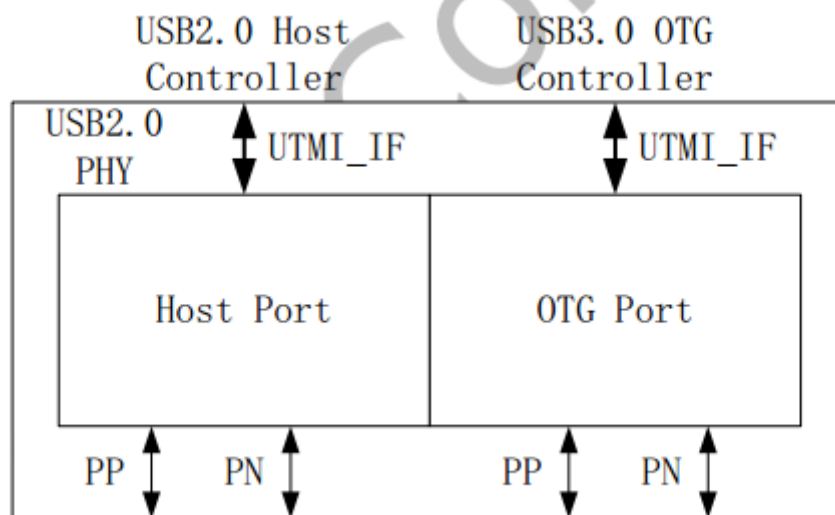 USB2.0 Host
Controller
USB3.0 OTG
Controller
USB2.0
PHY
UTMI_IF
UTMI_IF
Host Port
OTG Port
PP
PN
PP
PN